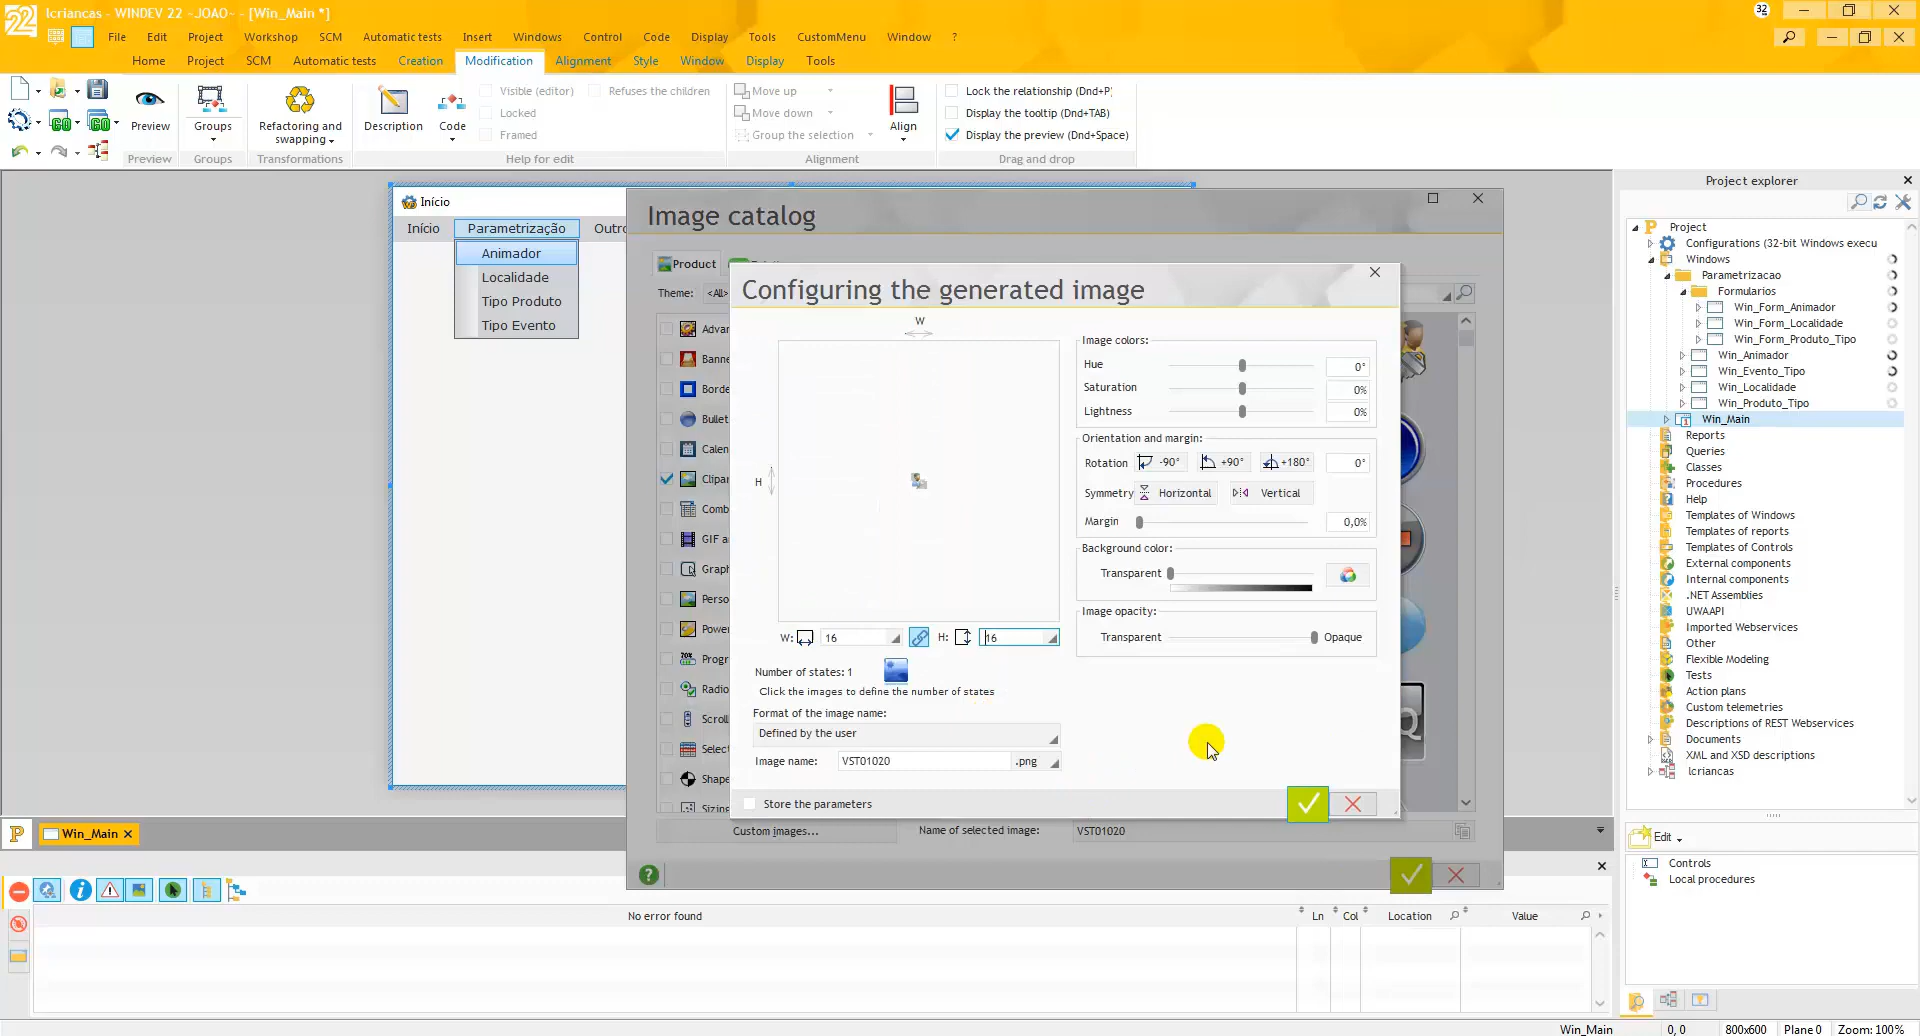 22
lcriancas - WINDEV 22 ~JOAO~ - [Win_Main *]
32
File Edit Project Workshop SCM Automatic tests Insert Windows Control Code Display Tools CustomMenu Window ?
Home Project SCM Automatic tests Creation Modification Alignment Style Window Display Tools
Preview
Groups
Refactoring and swapping
Description
Code
Visible (editor)
Refuses the children
Locked
Framed
Move up
Move down
Group the selection
Align
Lock the relationship (Dnd+P)
Display the tooltip (Dnd+TAB)
Display the preview (Dnd+Space)
GO GO
Preview Groups Transformations Help for edit Alignment Drag and drop
Início
Início Parametrização
Animador
Localidade
Tipo Produto
Tipo Evento
Image catalog
Product
Theme: <All>
Configuring the generated image
W
H
W: 16 H: 16
Number of states: 1
Click the images to define the number of states
Format of the image name:
Defined by the user
Image name: VST01020 .png
Image colors:
Hue 0°
Saturation 0%
Lightness 0%
Orientation and margin:
Rotation -90° +90° +180° 0°
Symmetry Horizontal Vertical
Margin 0,0%
Background color:
Transparent
Image opacity:
Transparent Opaque
Store the parameters
Custom images... Name of selected image: VST01020
Project explorer
Project
Configurations (32-bit Windows execu
Windows
Parametrizacao
Formularios
Win_Form_Animador
Win_Form_Localidade
Win_Form_Produto_Tipo
Win_Animador
Win_Evento_Tipo
Win_Localidade
Win_Produto_Tipo
Win_Main
Reports
Queries
Classes
Procedures
Help
Templates of Windows
Templates of reports
Templates of Controls
External components
Internal components
.NET Assemblies
UWAAPI
Imported Webservices
Other
Flexible Modeling
Tests
Action plans
Custom telemetries
Descriptions of REST Webservices
Documents
XML and XSD descriptions
lcriancas
Edit
Controls
Local procedures
Win_Main
No error found Ln Col Location Value
Win_Main 0, 0 800x600 Plane 0 Zoom: 100%